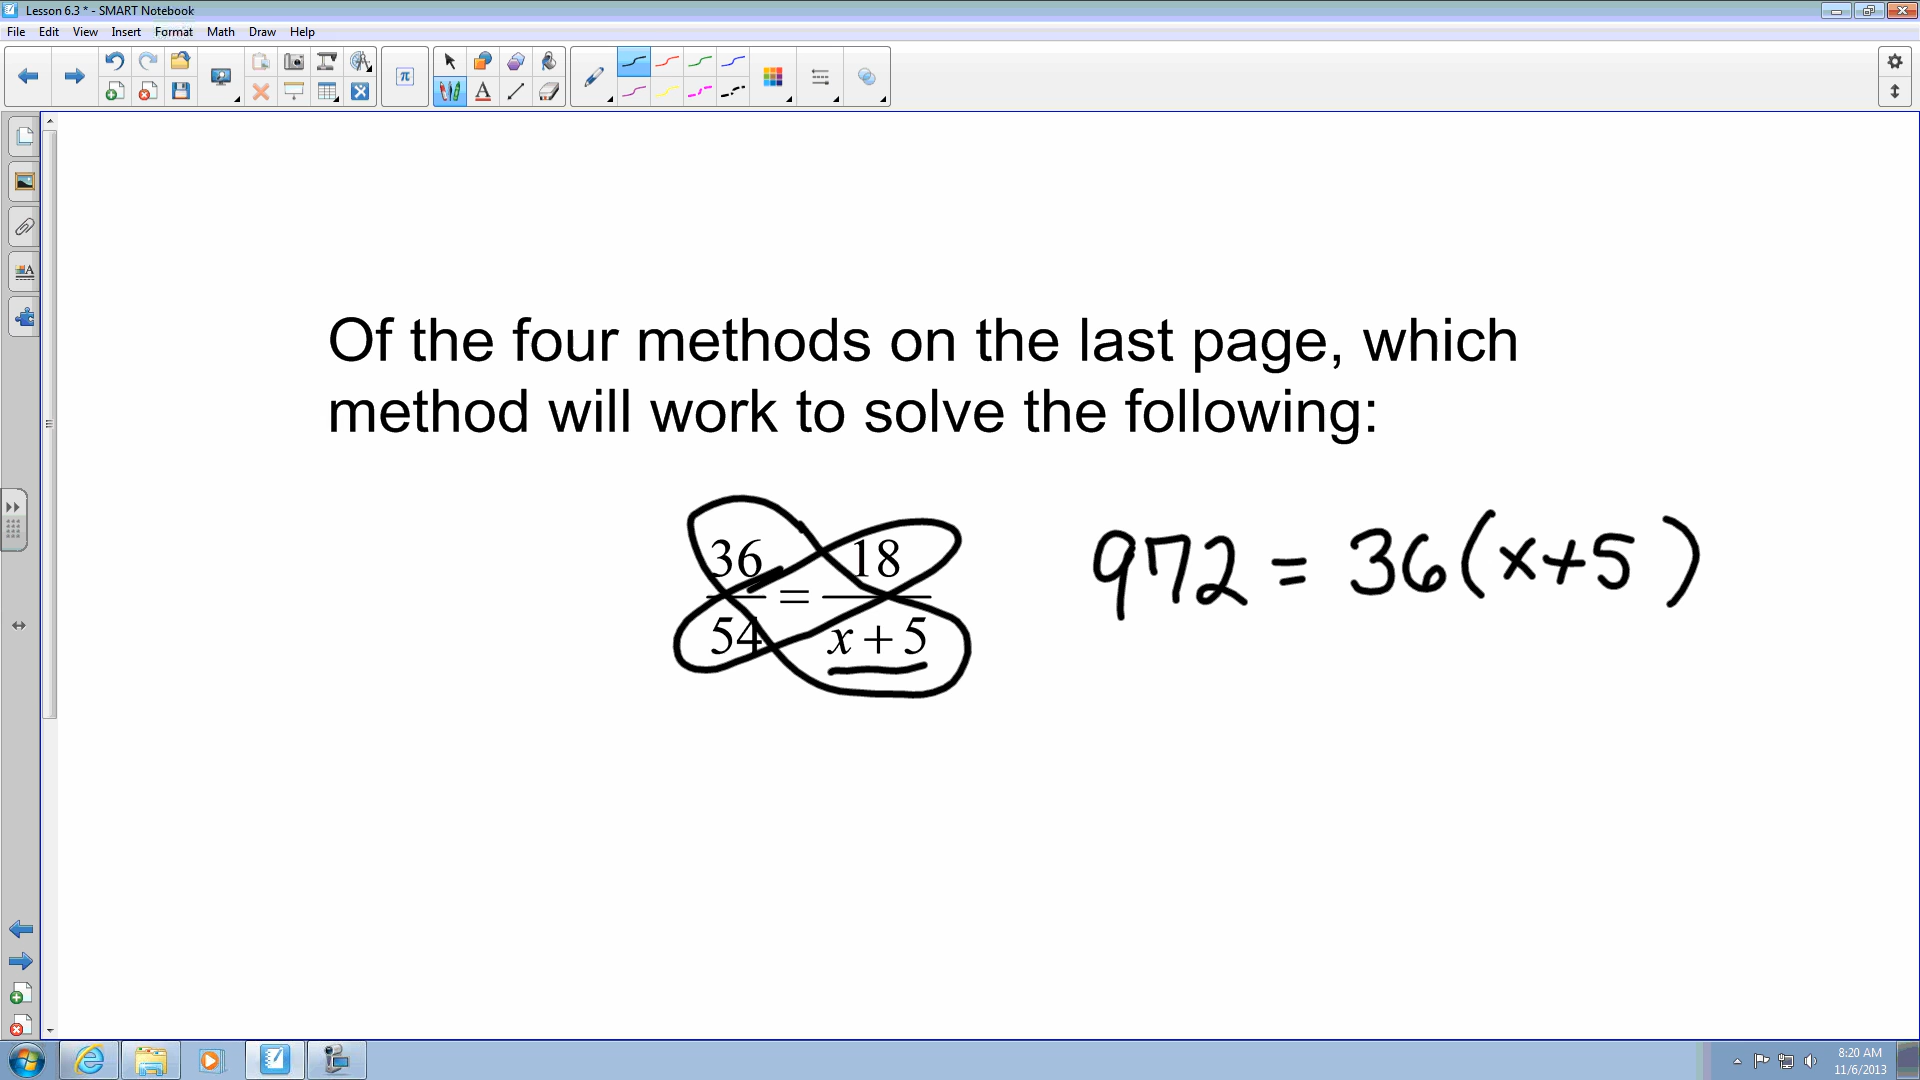 Lesson 6.3 * - SMART Notebook
File Edit View Insert Format Math Draw Help
Of the four methods on the last page, which
method will work to solve the following:
36/54 = 18/(x + 5)
972 = 36(x+5)
8:20 AM
11/6/2013